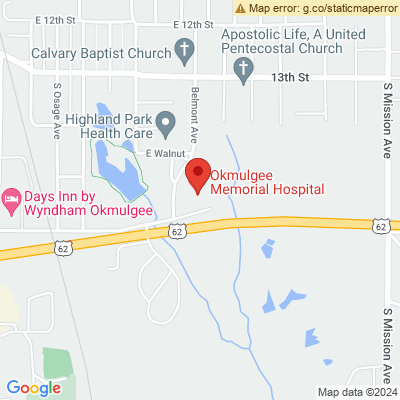 Map error: g.co/staticmaperror
E 12th St
E 12th St
Calvary Baptist Church
Apostolic Life, A United
Pentecostal Church
13th St
S Osage Ave
Belmont Ave
S Mission Ave
Highland Park
Health Care
E Walnut
Okmulgee
Memorial Hospital
Days Inn by
Wyndham Okmulgee
62
62
62
S Mission Ave
Google
Map data ©2024